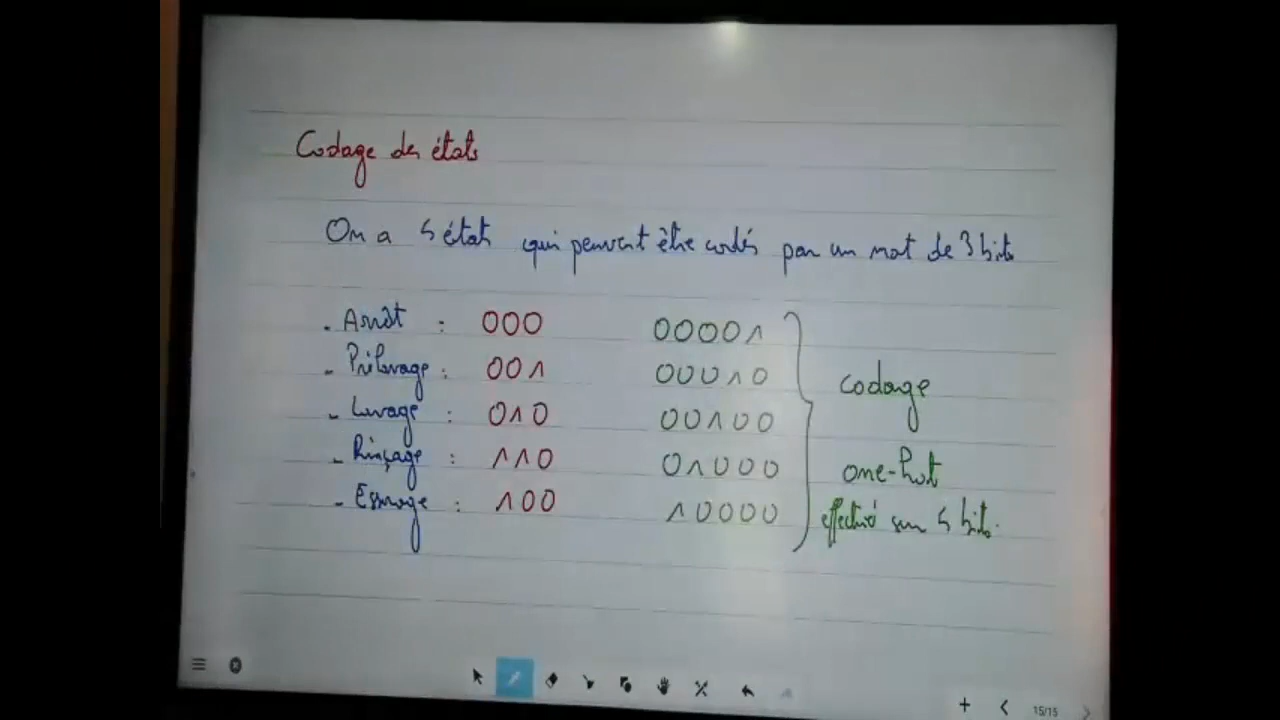 Codage des états
On a 5 états qui peuvent être codés par un mot de 3 bits
- Arrêt : 000 00001
- Prélavage : 001 00010
- Lavage : 010 00100
- Rinçage : 110 01000
- Essorage : 100 10000
codage
one-hot
effectué sur 5 bits.
15/15